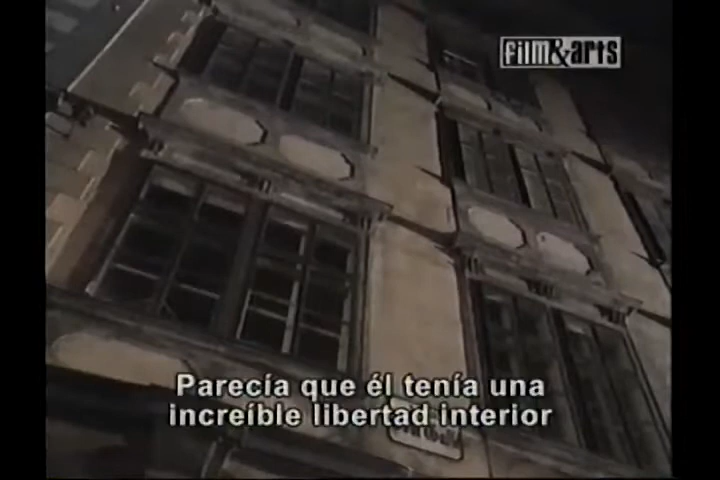 film&arts
Parecía que él tenía una
increíble libertad interior